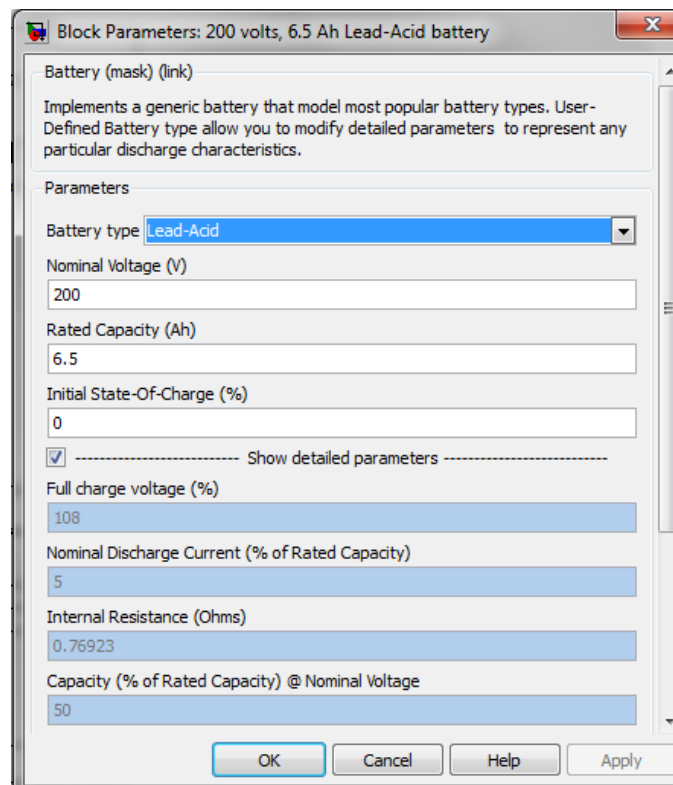 Block Parameters: 200 volts, 6.5 Ah Lead-Acid battery
Battery (mask) (link)
Implements a generic battery that model most popular battery types. User-
Defined Battery type allow you to modify detailed parameters to represent any
particular discharge characteristics.
Parameters
Battery type Lead-Acid
Nominal Voltage (V)
200
Rated Capacity (Ah)
6.5
Initial State-Of-Charge (%)
0
--------------------------- Show detailed parameters ---------------------------
Full charge voltage (%)
108
Nominal Discharge Current (% of Rated Capacity)
5
Internal Resistance (Ohms)
0.76923
Capacity (% of Rated Capacity) @ Nominal Voltage
50
OK Cancel Help Apply